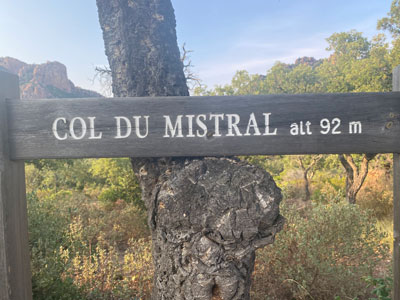 COL DU MISTRAL alt 92 m